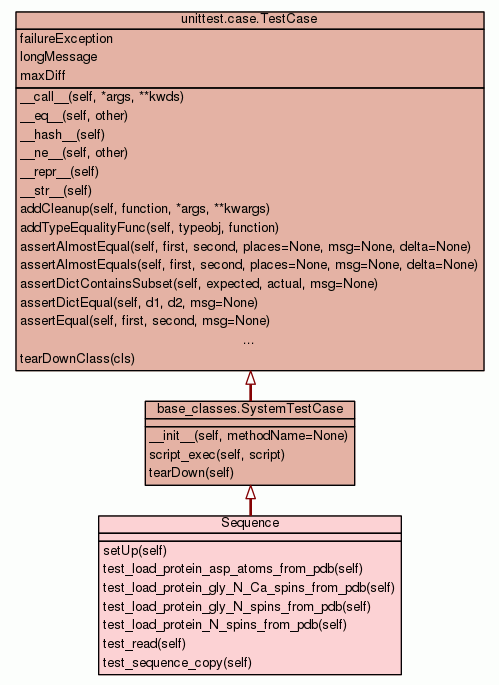 unittest.case.TestCase
failureException
longMessage
maxDiff
__call__(self, *args, **kwds)
__eq__(self, other)
__hash__(self)
__ne__(self, other)
__repr__(self)
__str__(self)
addCleanup(self, function, *args, **kwargs)
addTypeEqualityFunc(self, typeobj, function)
assertAlmostEqual(self, first, second, places=None, msg=None, delta=None)
assertAlmostEquals(self, first, second, places=None, msg=None, delta=None)
assertDictContainsSubset(self, expected, actual, msg=None)
assertDictEqual(self, d1, d2, msg=None)
assertEqual(self, first, second, msg=None)
...
tearDownClass(cls)
base_classes.SystemTestCase
__init__(self, methodName=None)
script_exec(self, script)
tearDown(self)
Sequence
setUp(self)
test_load_protein_asp_atoms_from_pdb(self)
test_load_protein_gly_N_Ca_spins_from_pdb(self)
test_load_protein_gly_N_spins_from_pdb(self)
test_load_protein_N_spins_from_pdb(self)
test_read(self)
test_sequence_copy(self)